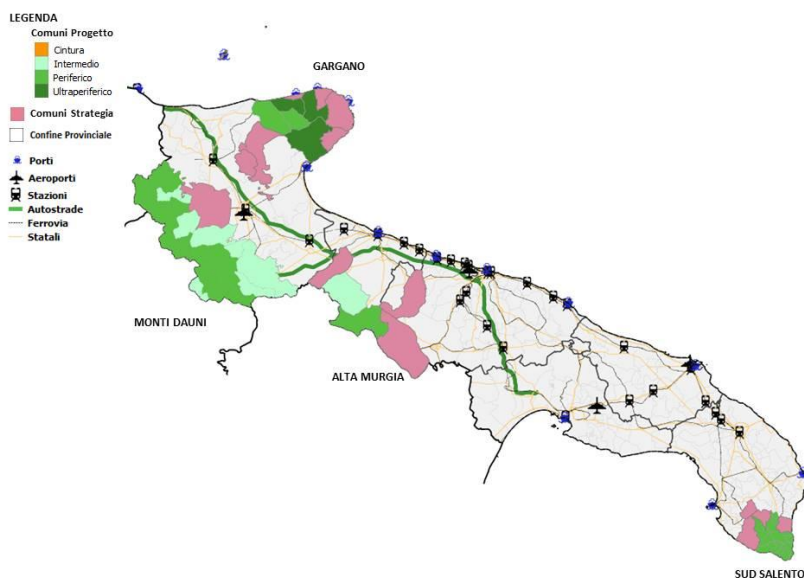 LEGENDA
Comuni Progetto
Cintura
Intermedio
Periferico
Ultraperiferico
Comuni Strategia
Confine Provinciale
Porti
Aeroporti
Stazioni
Autostrade
Ferrovia
Statali
GARGANO
MONTI DAUNI
ALTA MURGIA
SUD SALENTO